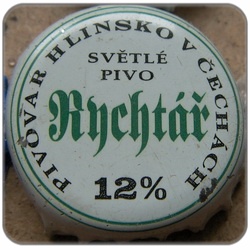 PIVOVAR HLINSKO V ČECHÁCH
SVĚTLÉ
PIVO
Rychtář
12%